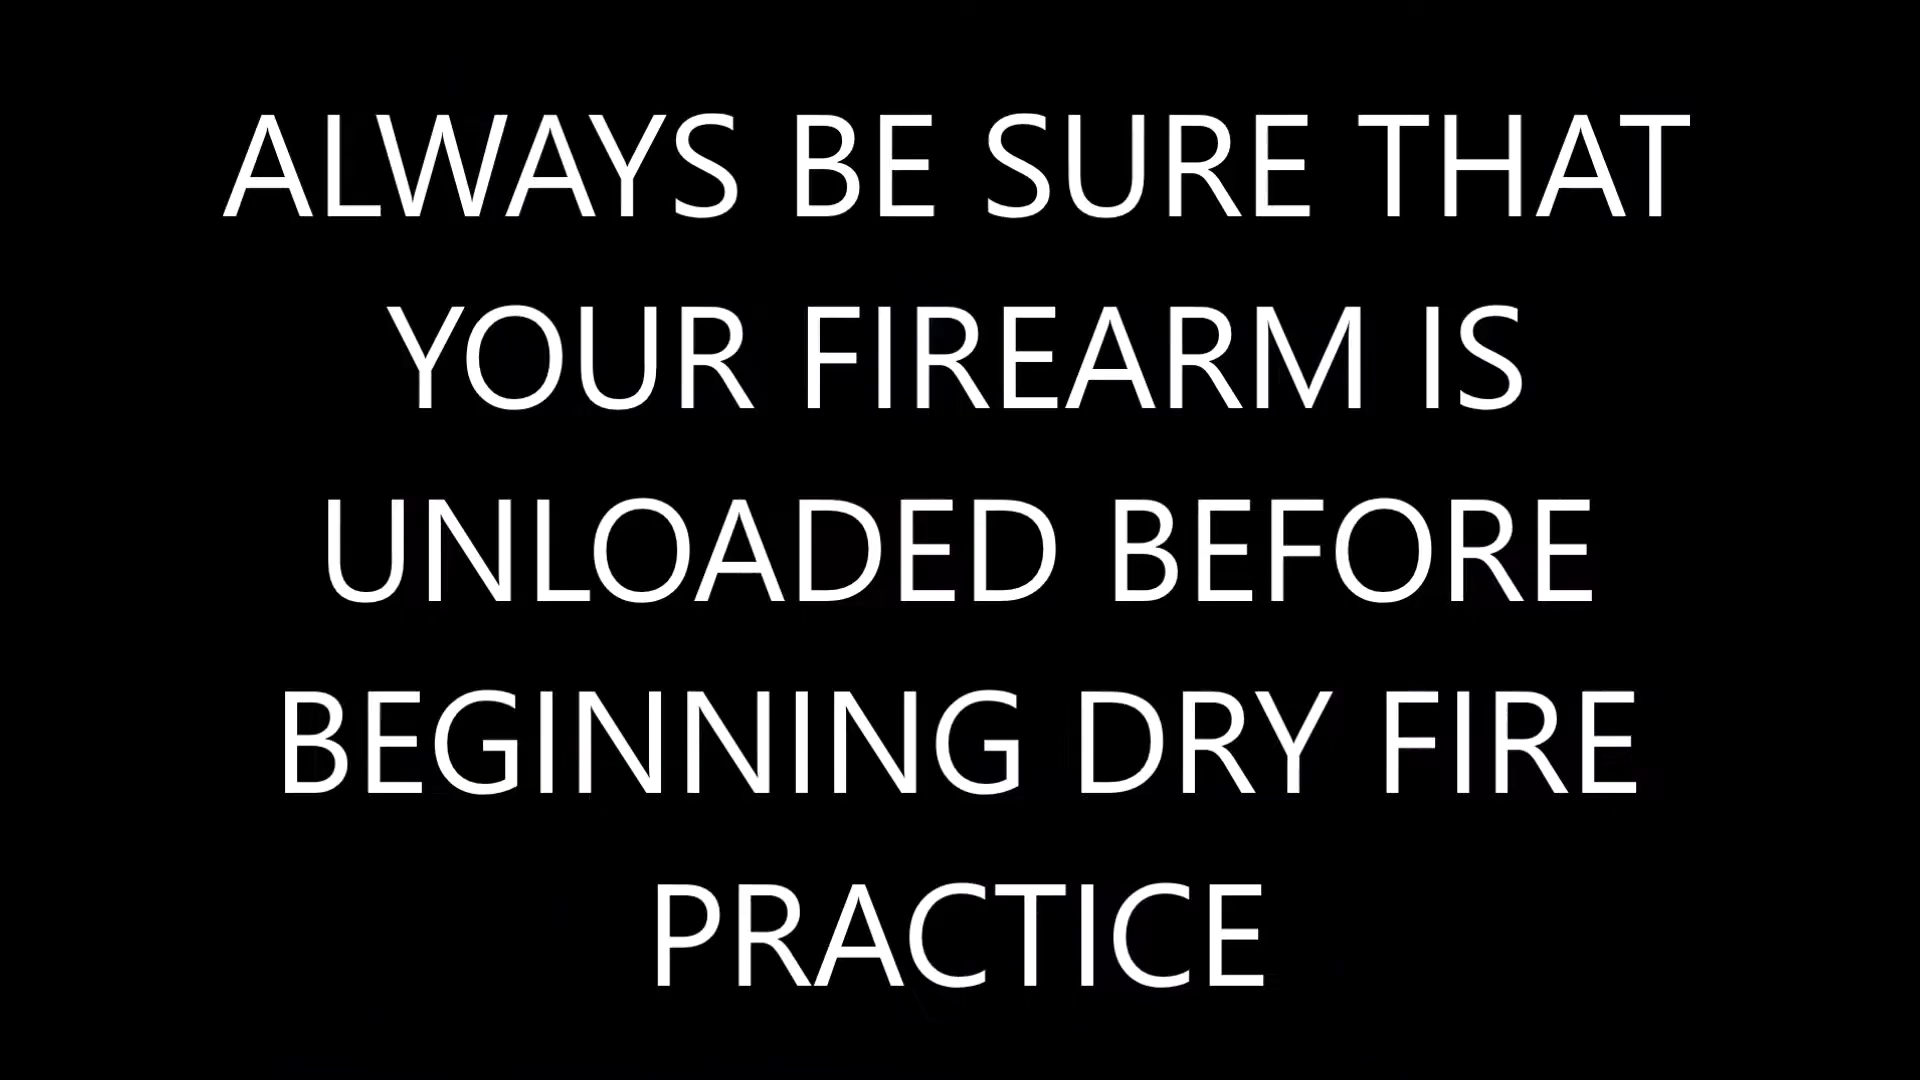 ALWAYS BE SURE THAT
YOUR FIREARM IS
UNLOADED BEFORE
BEGINNING DRY FIRE
PRACTICE